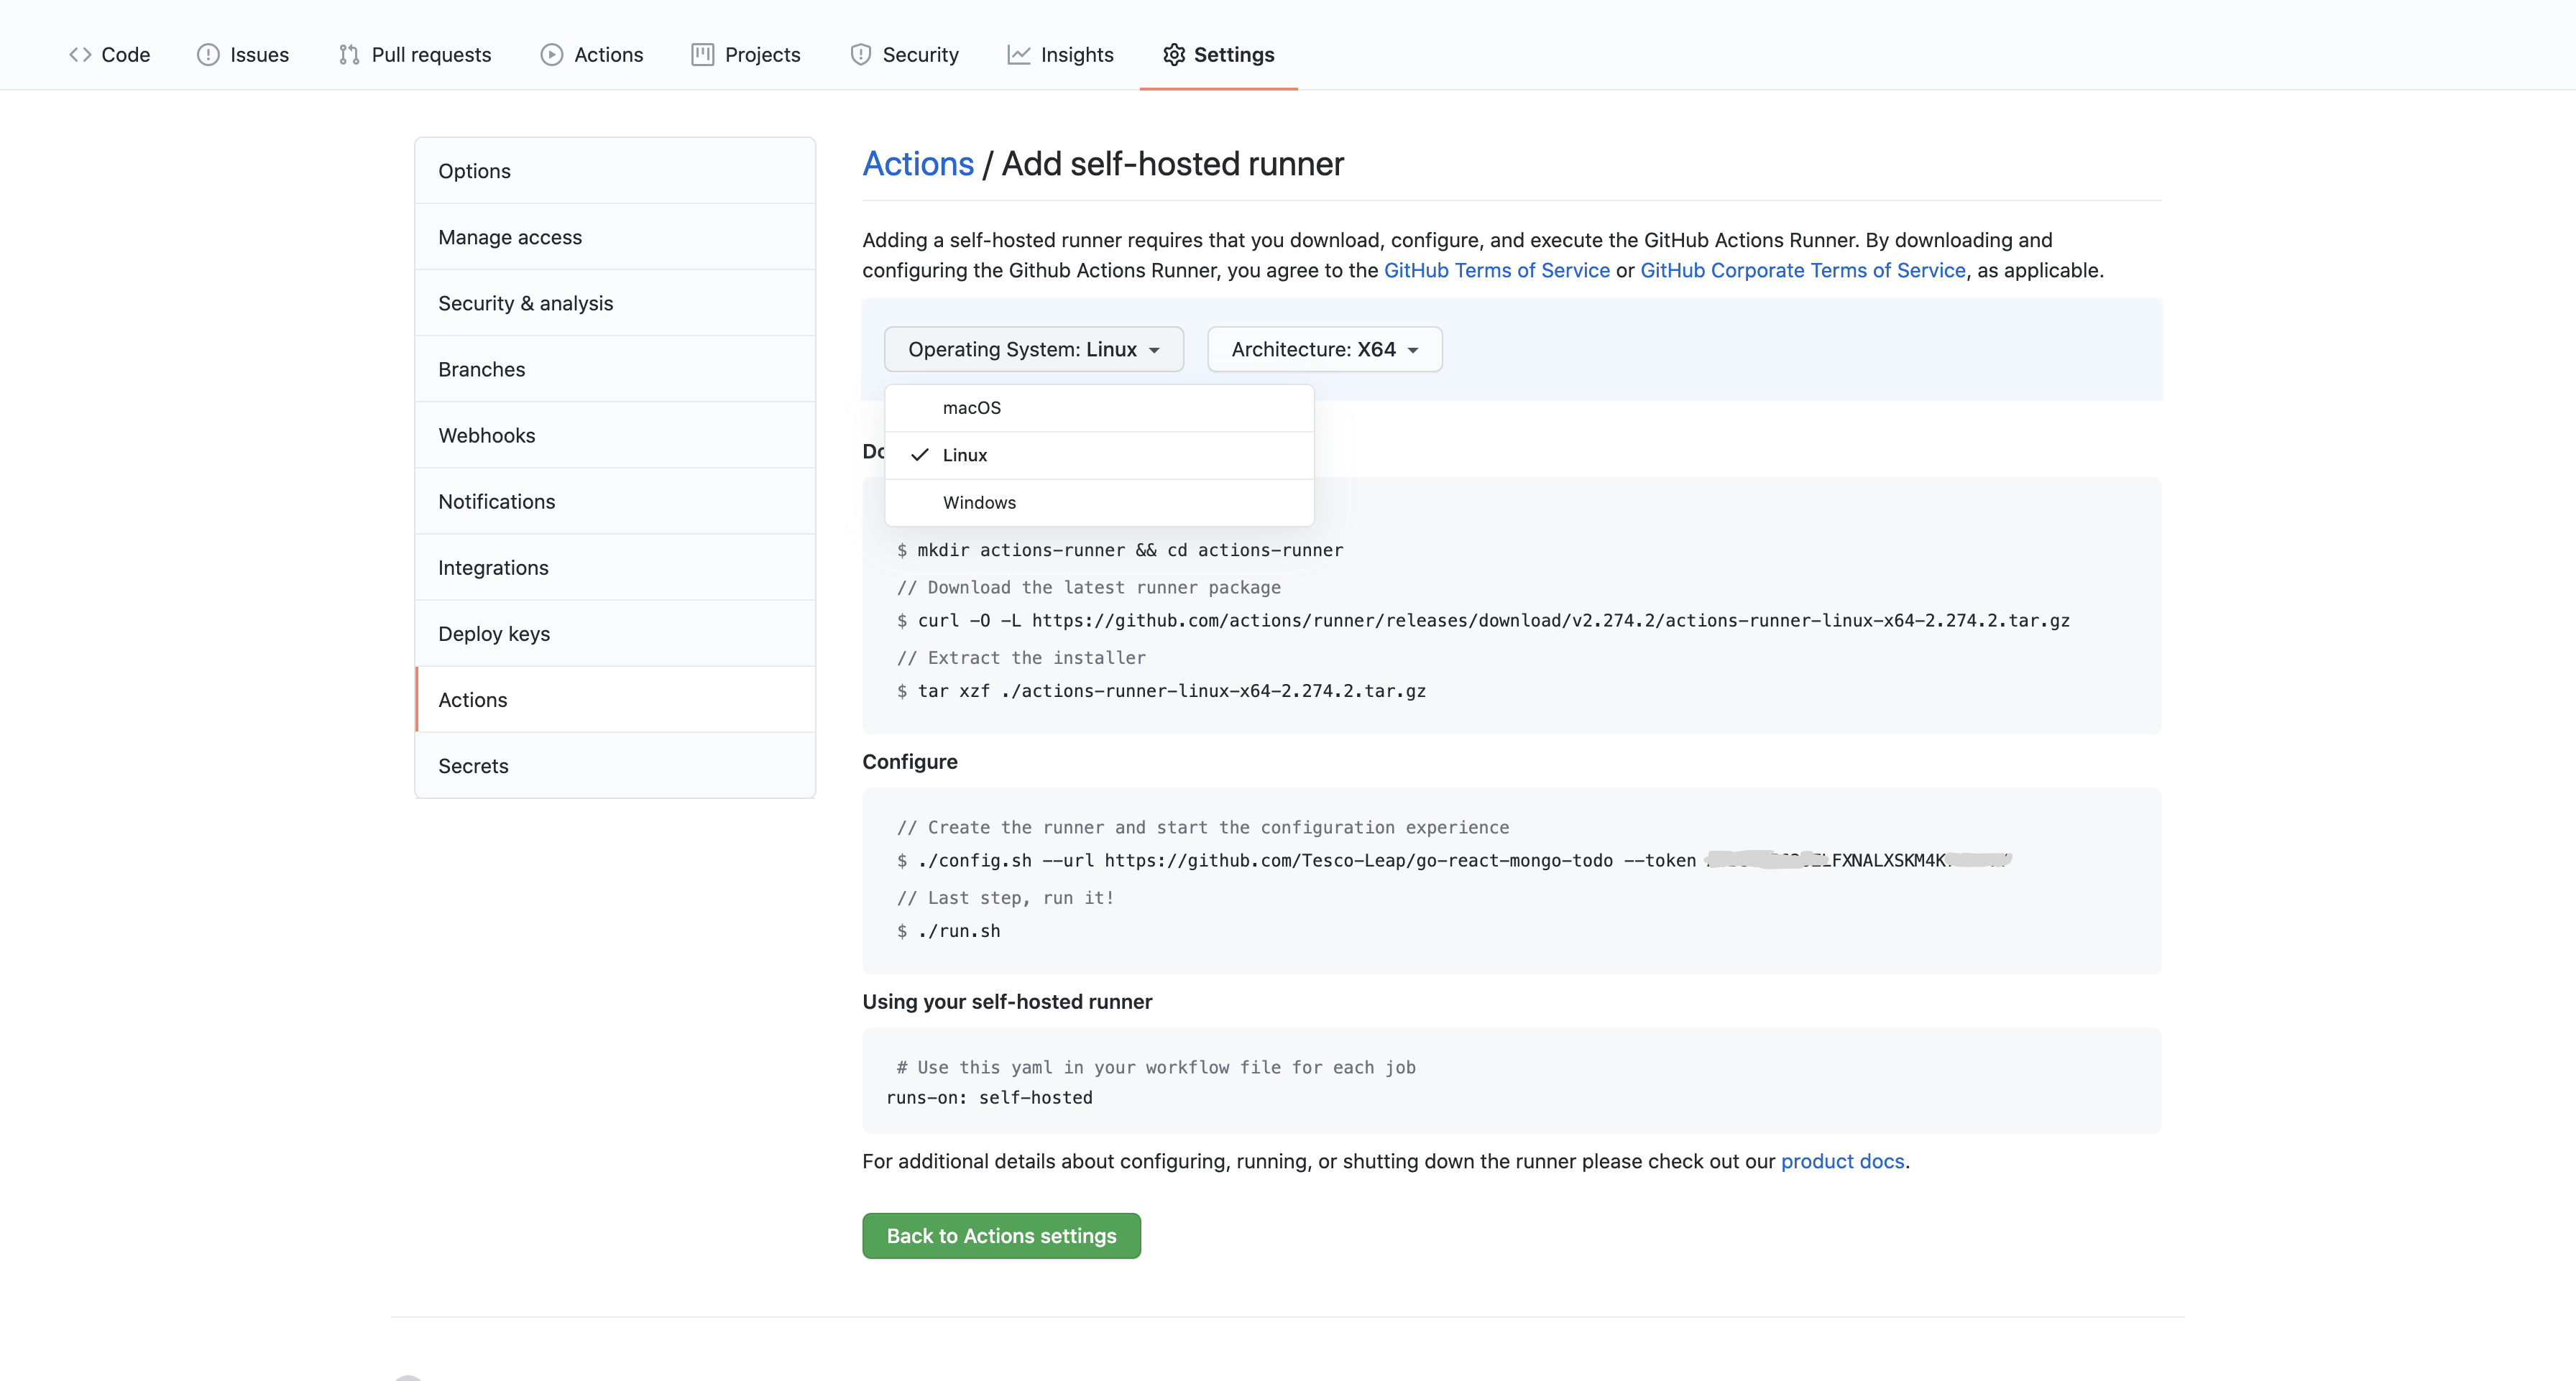 Code Issues Pull requests Actions Projects Security Insights Settings
Options
Manage access
Security & analysis
Branches
Webhooks
Notifications
Integrations
Deploy keys
Actions
Secrets
Actions / Add self-hosted runner
Adding a self-hosted runner requires that you download, configure, and execute the GitHub Actions Runner. By downloading and
configuring the Github Actions Runner, you agree to the GitHub Terms of Service or GitHub Corporate Terms of Service, as applicable.
Operating System: Linux Architecture: X64
macOS
Linux
Windows
$ mkdir actions-runner && cd actions-runner
// Download the latest runner package
$ curl -O -L https://github.com/actions/runner/releases/download/v2.274.2/actions-runner-linux-x64-2.274.2.tar.gz
// Extract the installer
$ tar xzf ./actions-runner-linux-x64-2.274.2.tar.gz
Configure
// Create the runner and start the configuration experience
$ ./config.sh --url https://github.com/Tesco-Leap/go-react-mongo-todo --token
// Last step, run it!
$ ./run.sh
Using your self-hosted runner
# Use this yaml in your workflow file for each job
runs-on: self-hosted
For additional details about configuring, running, or shutting down the runner please check out our product docs.
Back to Actions settings